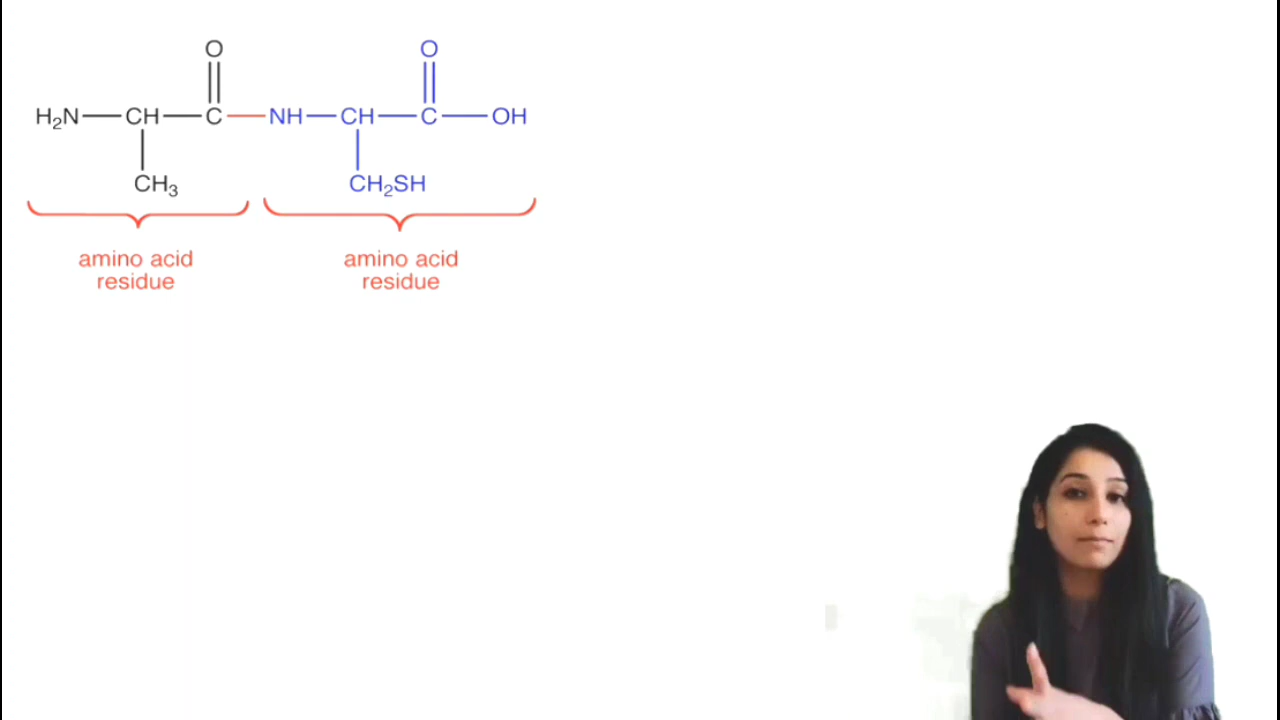 O O
H₂N CH C NH CH C OH
CH₃ CH₂SH
amino acid
residue
amino acid
residue